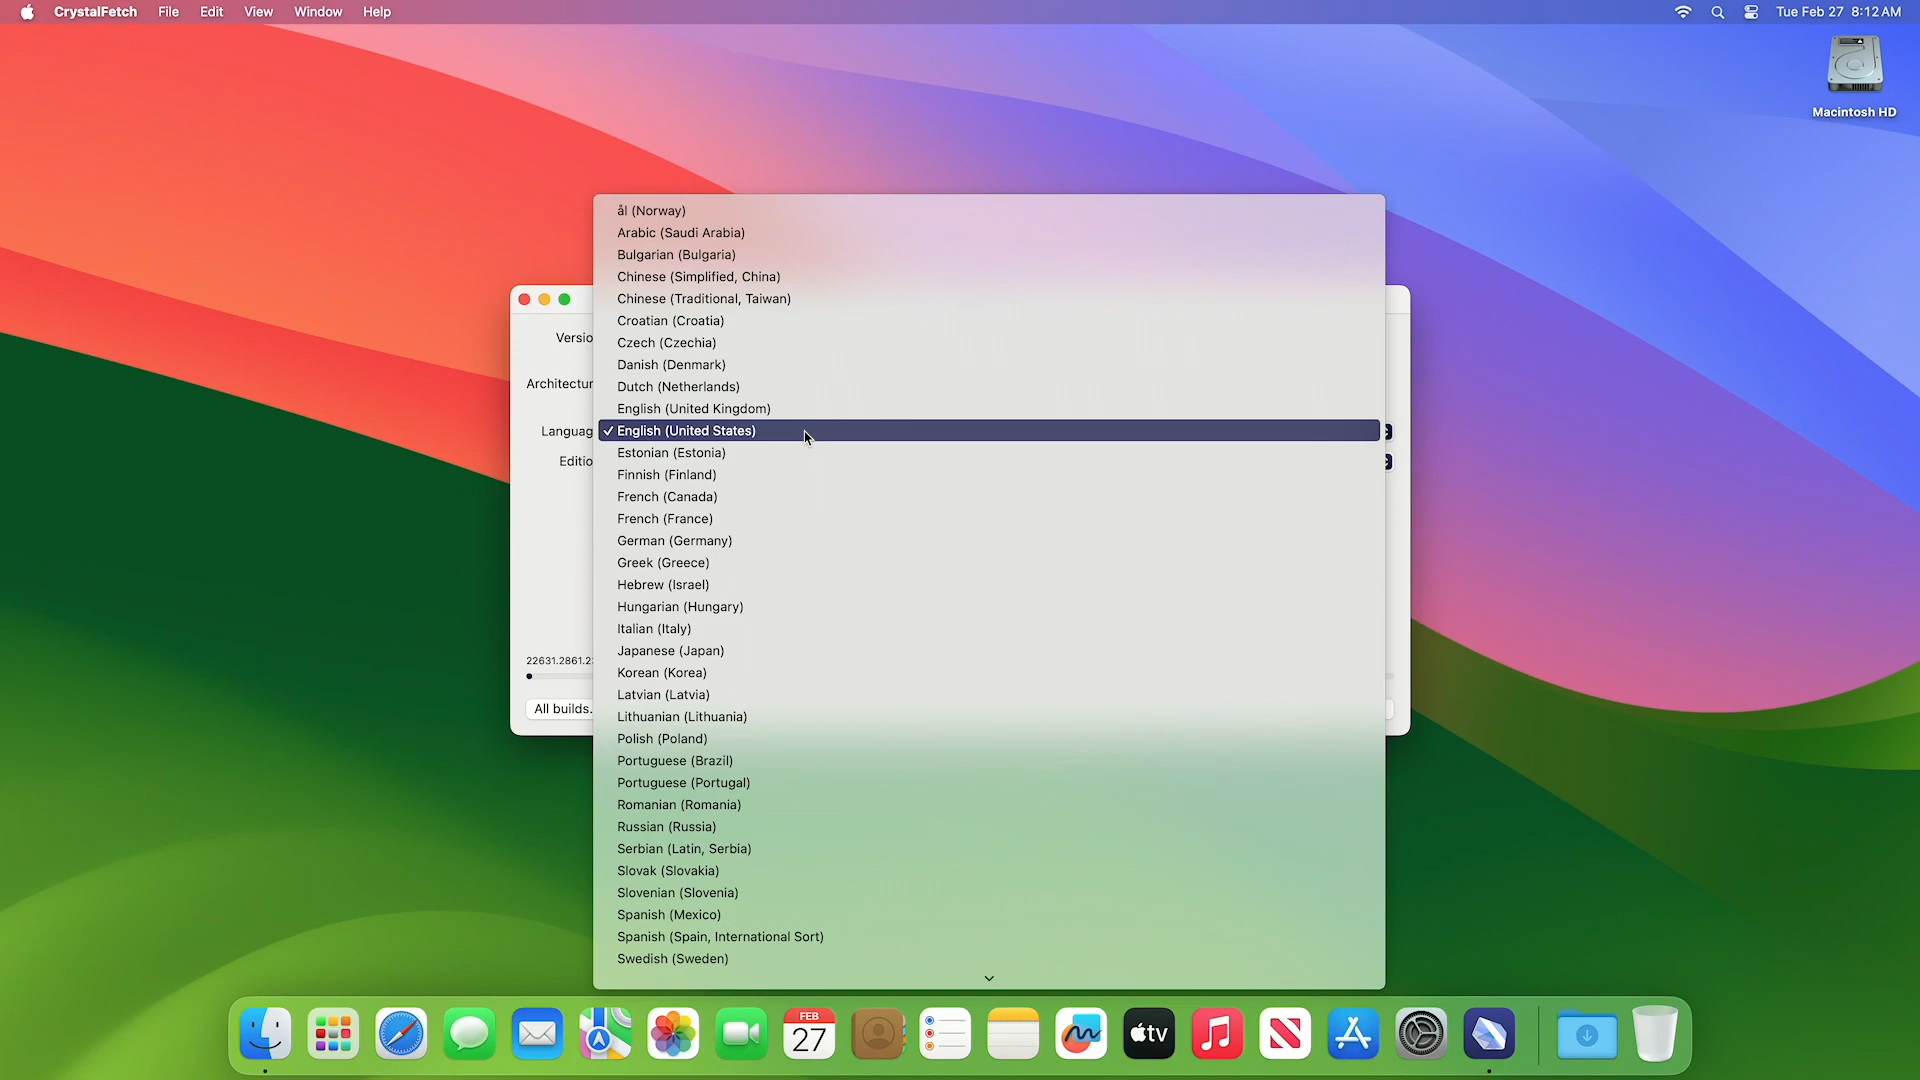 CrystalFetch File Edit View Window Help
Tue Feb 27 8:12 AM
Macintosh HD
ål (Norway)
Arabic (Saudi Arabia)
Bulgarian (Bulgaria)
Chinese (Simplified, China)
Chinese (Traditional, Taiwan)
Croatian (Croatia)
Versio
Czech (Czechia)
Danish (Denmark)
Architectur
Dutch (Netherlands)
English (United Kingdom)
Languag
✓ English (United States)
Estonian (Estonia)
Editio
Finnish (Finland)
French (Canada)
French (France)
German (Germany)
Greek (Greece)
Hebrew (Israel)
Hungarian (Hungary)
Italian (Italy)
Japanese (Japan)
22631.2861.2
Korean (Korea)
Latvian (Latvia)
All builds.
Lithuanian (Lithuania)
Polish (Poland)
Portuguese (Brazil)
Portuguese (Portugal)
Romanian (Romania)
Russian (Russia)
Serbian (Latin, Serbia)
Slovak (Slovakia)
Slovenian (Slovenia)
Spanish (Mexico)
Spanish (Spain, International Sort)
Swedish (Sweden)
FEB
27
tv